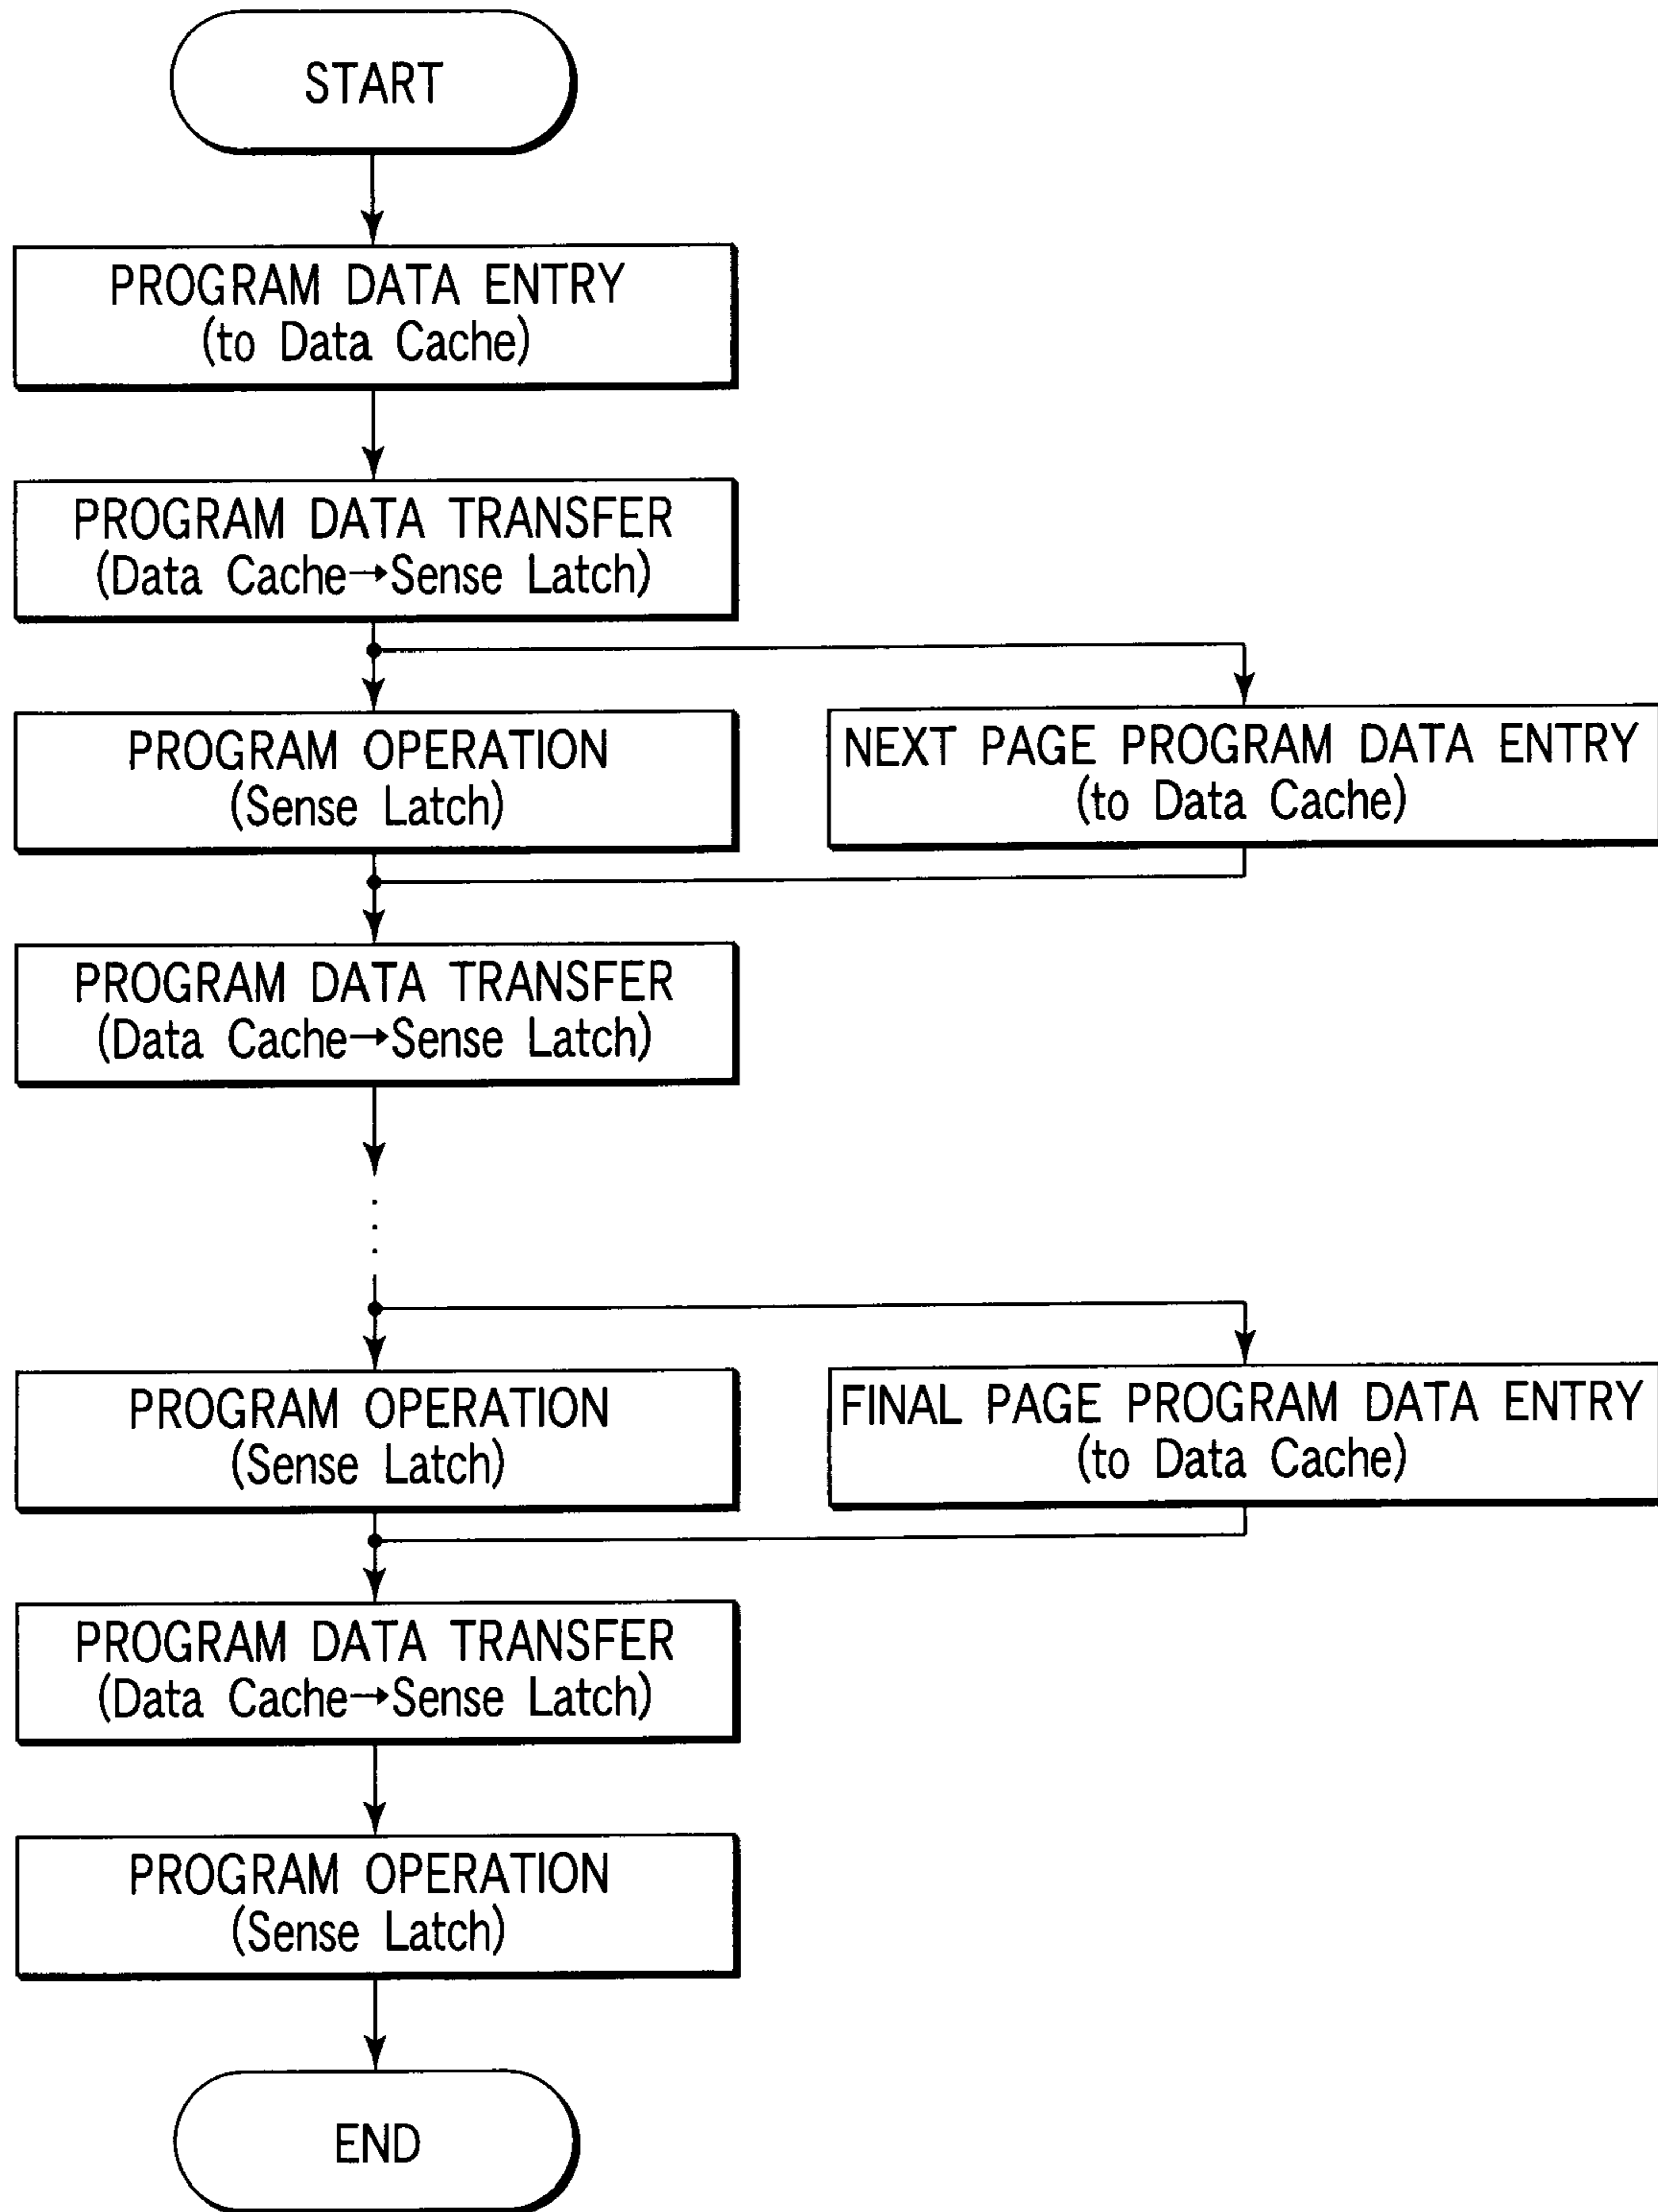 START
PROGRAM DATA ENTRY
(to Data Cache)
PROGRAM DATA TRANSFER
(Data Cache→Sense Latch)
PROGRAM OPERATION
(Sense Latch)
NEXT PAGE PROGRAM DATA ENTRY
(to Data Cache)
PROGRAM DATA TRANSFER
(Data Cache→Sense Latch)
PROGRAM OPERATION
(Sense Latch)
FINAL PAGE PROGRAM DATA ENTRY
(to Data Cache)
PROGRAM DATA TRANSFER
(Data Cache→Sense Latch)
PROGRAM OPERATION
(Sense Latch)
END